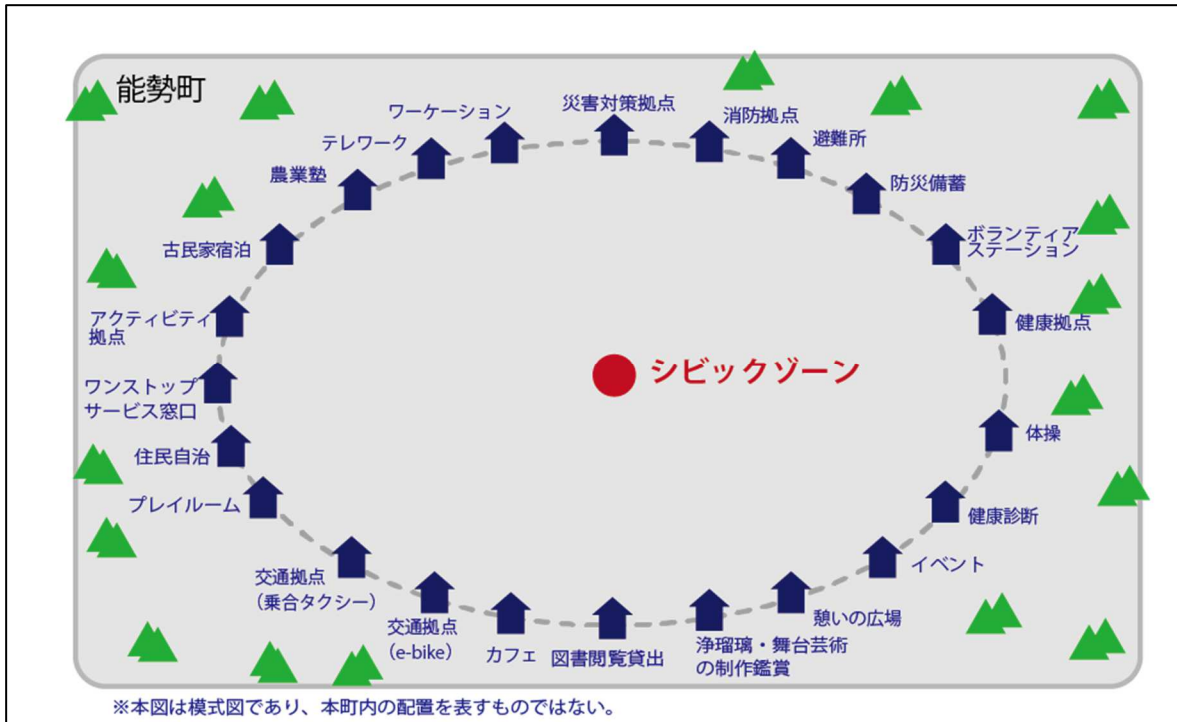 能勢町
ワーケーション
災害対策拠点
消防拠点
テレワーク
避難所
農業塾
防災備蓄
古民家宿泊
ボランティア
ステーション
アクティビティ
拠点
健康拠点
シビックゾーン
ワンストップ
サービス窓口
体操
住民自治
プレイルーム
健康診断
イベント
交通拠点
(乗合タクシー)
憩いの広場
交通拠点
(e-bike)
カフェ
図書閲覧貸出
浄瑠璃・舞台芸術
の制作鑑賞
※本図は模式図であり、本町内の配置を表すものではない。